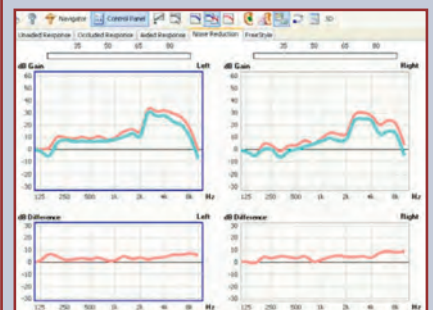 Navigator Control Panel 3D
Unaided Response Occluded Response Aided Response Noise Reduction FreeStyle
35 50 65 80 35 50 65 80
dB Gain Left dB Gain Right
60 60
50 50
40 40
30 30
20 20
10 10
0 0
-10 -10
-20 -20
-30 -30
125 250 500 1k 2k 4k 8k Hz 125 250 500 1k 2k 4k 8k Hz
dB Difference Left dB Difference Right
30 30
20 20
10 10
0 0
-10 -10
-20 -20
-30 -30
125 250 500 1k 2k 4k 8k Hz 125 250 500 1k 2k 4k 8k Hz